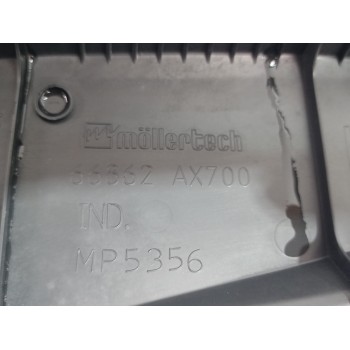 möllertech
66862 AX700
IND.
MP5356